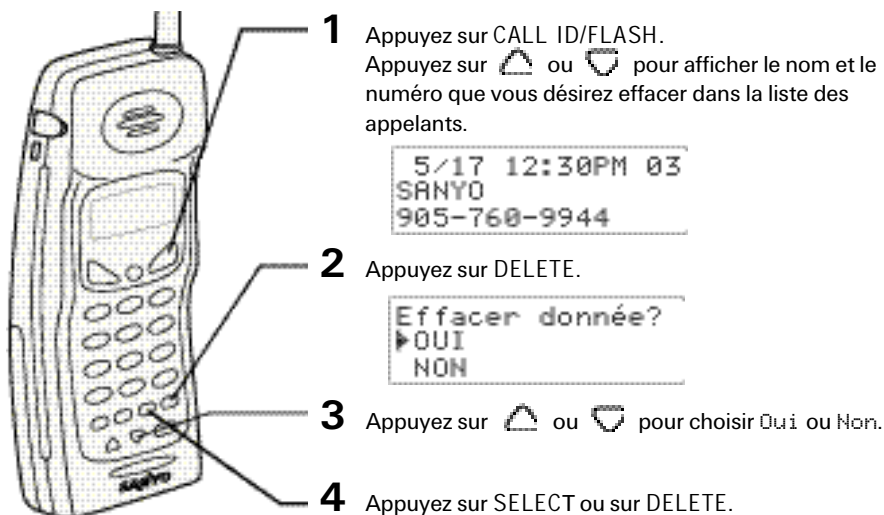 1 Appuyez sur CALL ID/FLASH.
Appuyez sur ou pour afficher le nom et le
numéro que vous désirez effacer dans la liste des
appelants.
5/17 12:30PM 03
SANYO
905-760-9944
2 Appuyez sur DELETE.
Effacer donnée?
OUI
NON
3 Appuyez sur ou pour choisir Oui ou Non.
SANYO
4 Appuyez sur SELECT ou sur DELETE.